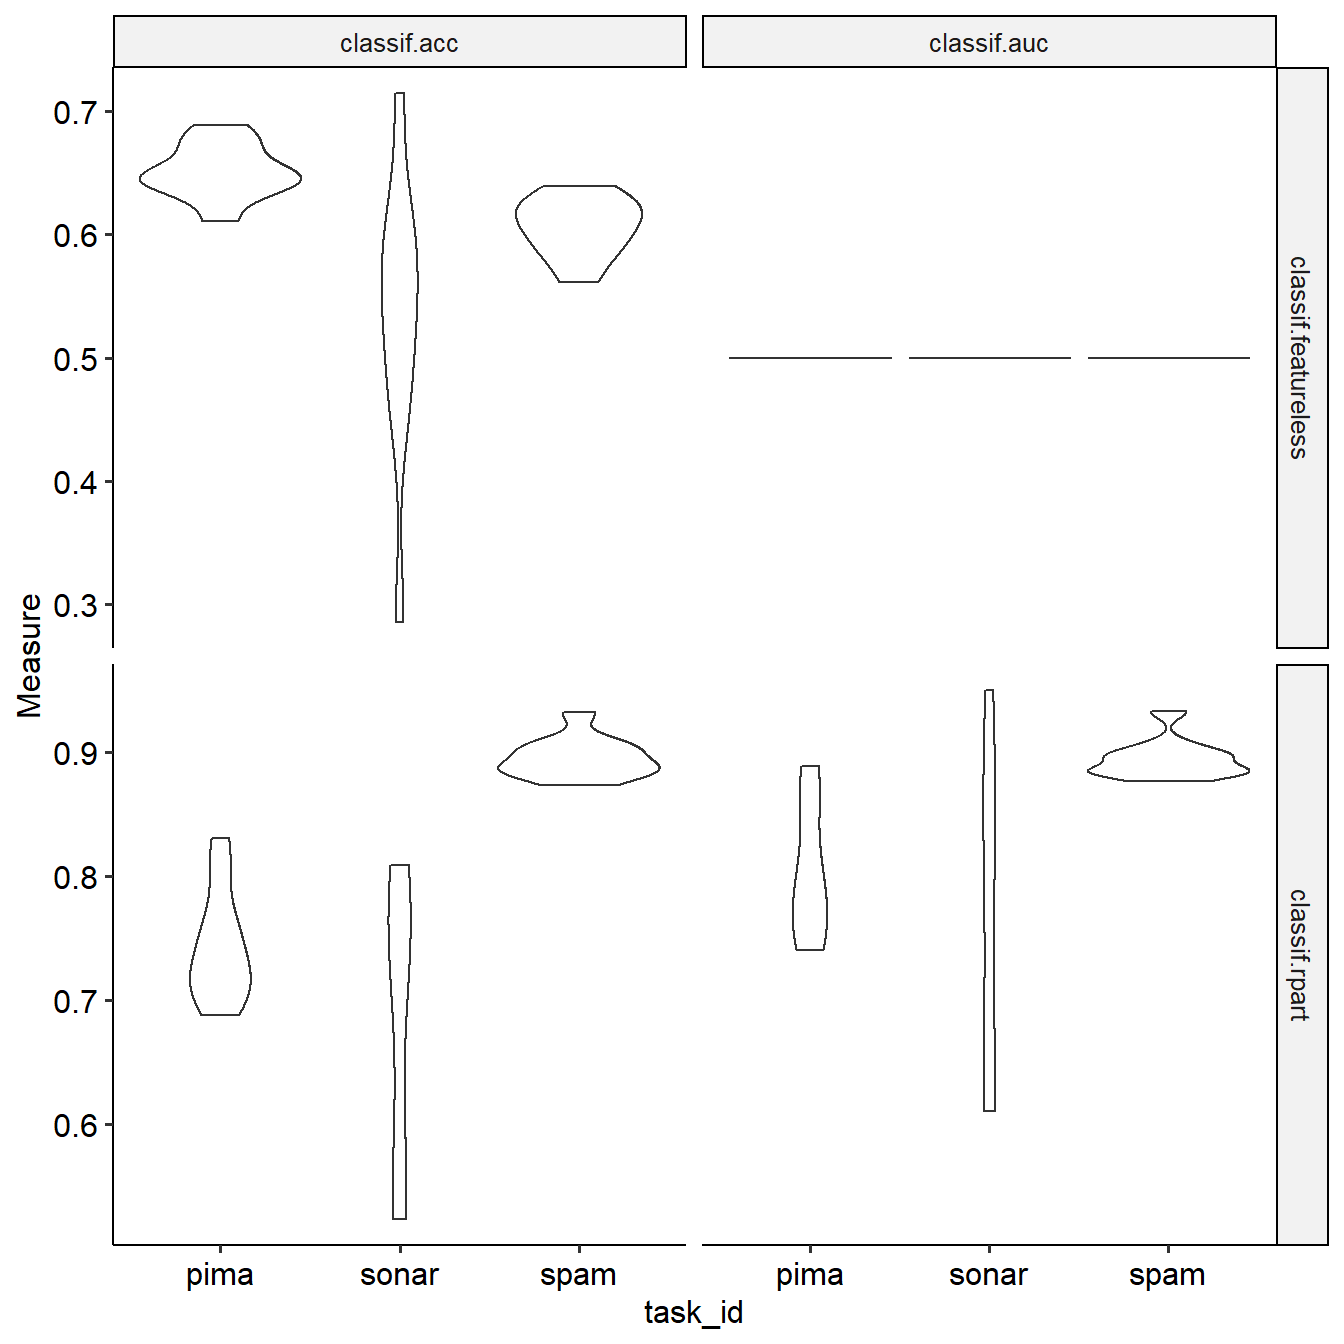 classif.acc
classif.auc
0.7
0.6
0.5
0.4
0.3
classif.featureless
Measure
0.9
0.8
0.7
0.6
classif.rpart
pima
sonar
spam
pima
sonar
spam
task_id